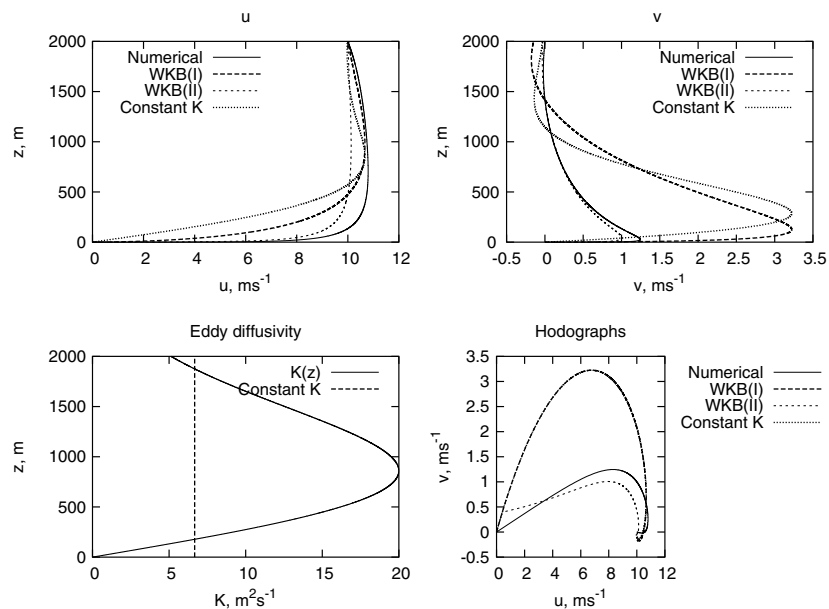 u
2000
1500
1000
500
0
z, m
0 2 4 6 8 10 12
u, ms-1
Numerical
WKB(I)
WKB(II)
Constant K
v
2000
1500
1000
500
0
z, m
-0.5 0 0.5 1 1.5 2 2.5 3 3.5
v, ms-1
Numerical
WKB(I)
WKB(II)
Constant K
Eddy diffusivity
2000
1500
1000
500
0
z, m
0 5 10 15 20
K, m2s-1
K(z)
Constant K
Hodographs
3.5
3
2.5
2
1.5
1
0.5
0
-0.5
v, ms-1
0 2 4 6 8 10 12
u, ms-1
Numerical
WKB(I)
WKB(II)
Constant K